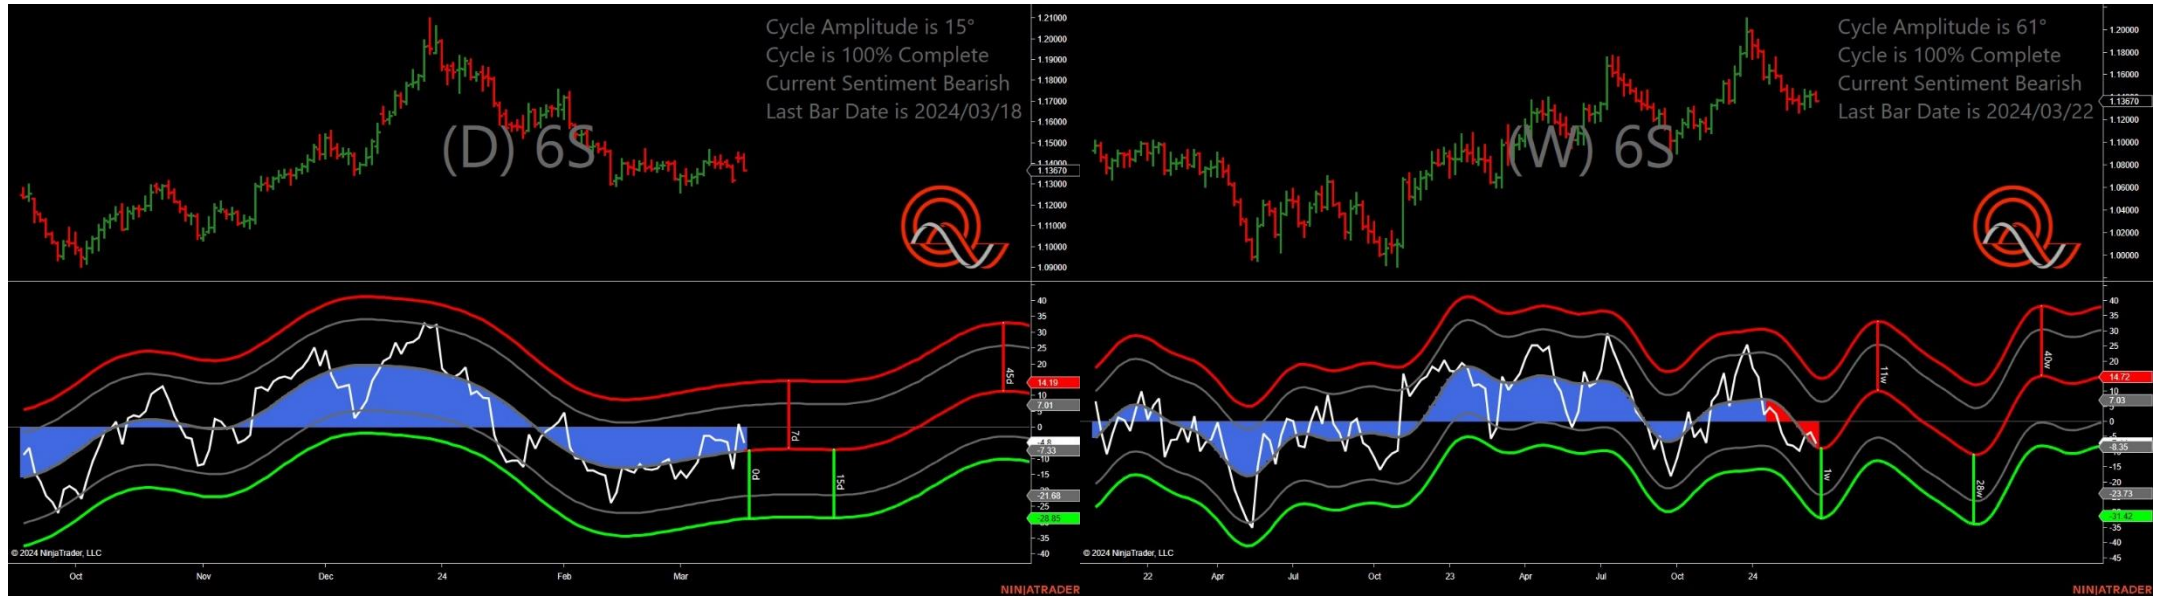 Cycle Amplitude is 15°
Cycle is 100% Complete
Current Sentiment Bearish
Last Bar Date is 2024/03/18
(D) 6S
1.21000
1.20000
1.19000
1.18000
1.17000
1.16000
1.15000
1.14000
1.13670
1.13000
1.12000
1.11000
1.10000
1.09000
40
35
30
25
20
14.19
7.01
5
0
-4.8
-7.33
-10
-15
-21.68
-25
-28.85
-35
-40
0d
7d
15d
45d
© 2024 NinjaTrader, LLC
Oct
Nov
Dec
24
Feb
Mar
NINJATRADER
Cycle Amplitude is 61°
Cycle is 100% Complete
Current Sentiment Bearish
Last Bar Date is 2024/03/22
(W) 6S
1.20000
1.18000
1.16000
1.13670
1.12000
1.10000
1.08000
1.06000
1.04000
1.02000
1.00000
40
35
30
25
20
14.72
10
7.03
5
0
-5
-8.35
-15
-20
-23.73
-31.42
-35
-40
-45
1w
11w
28w
40w
© 2024 NinjaTrader, LLC
22
Apr
Jul
Oct
23
Apr
Jul
Oct
24
NINJATRADER